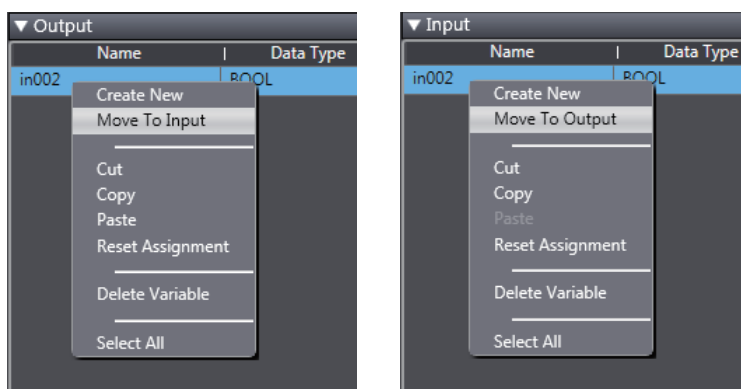 ▼ Output
Name | Data Type
in002 BOOL
Create New
Move To Input
Cut
Copy
Paste
Reset Assignment
Delete Variable
Select All
▼ Input
Name | Data Type
in002 BOOL
Create New
Move To Output
Cut
Copy
Paste
Reset Assignment
Delete Variable
Select All